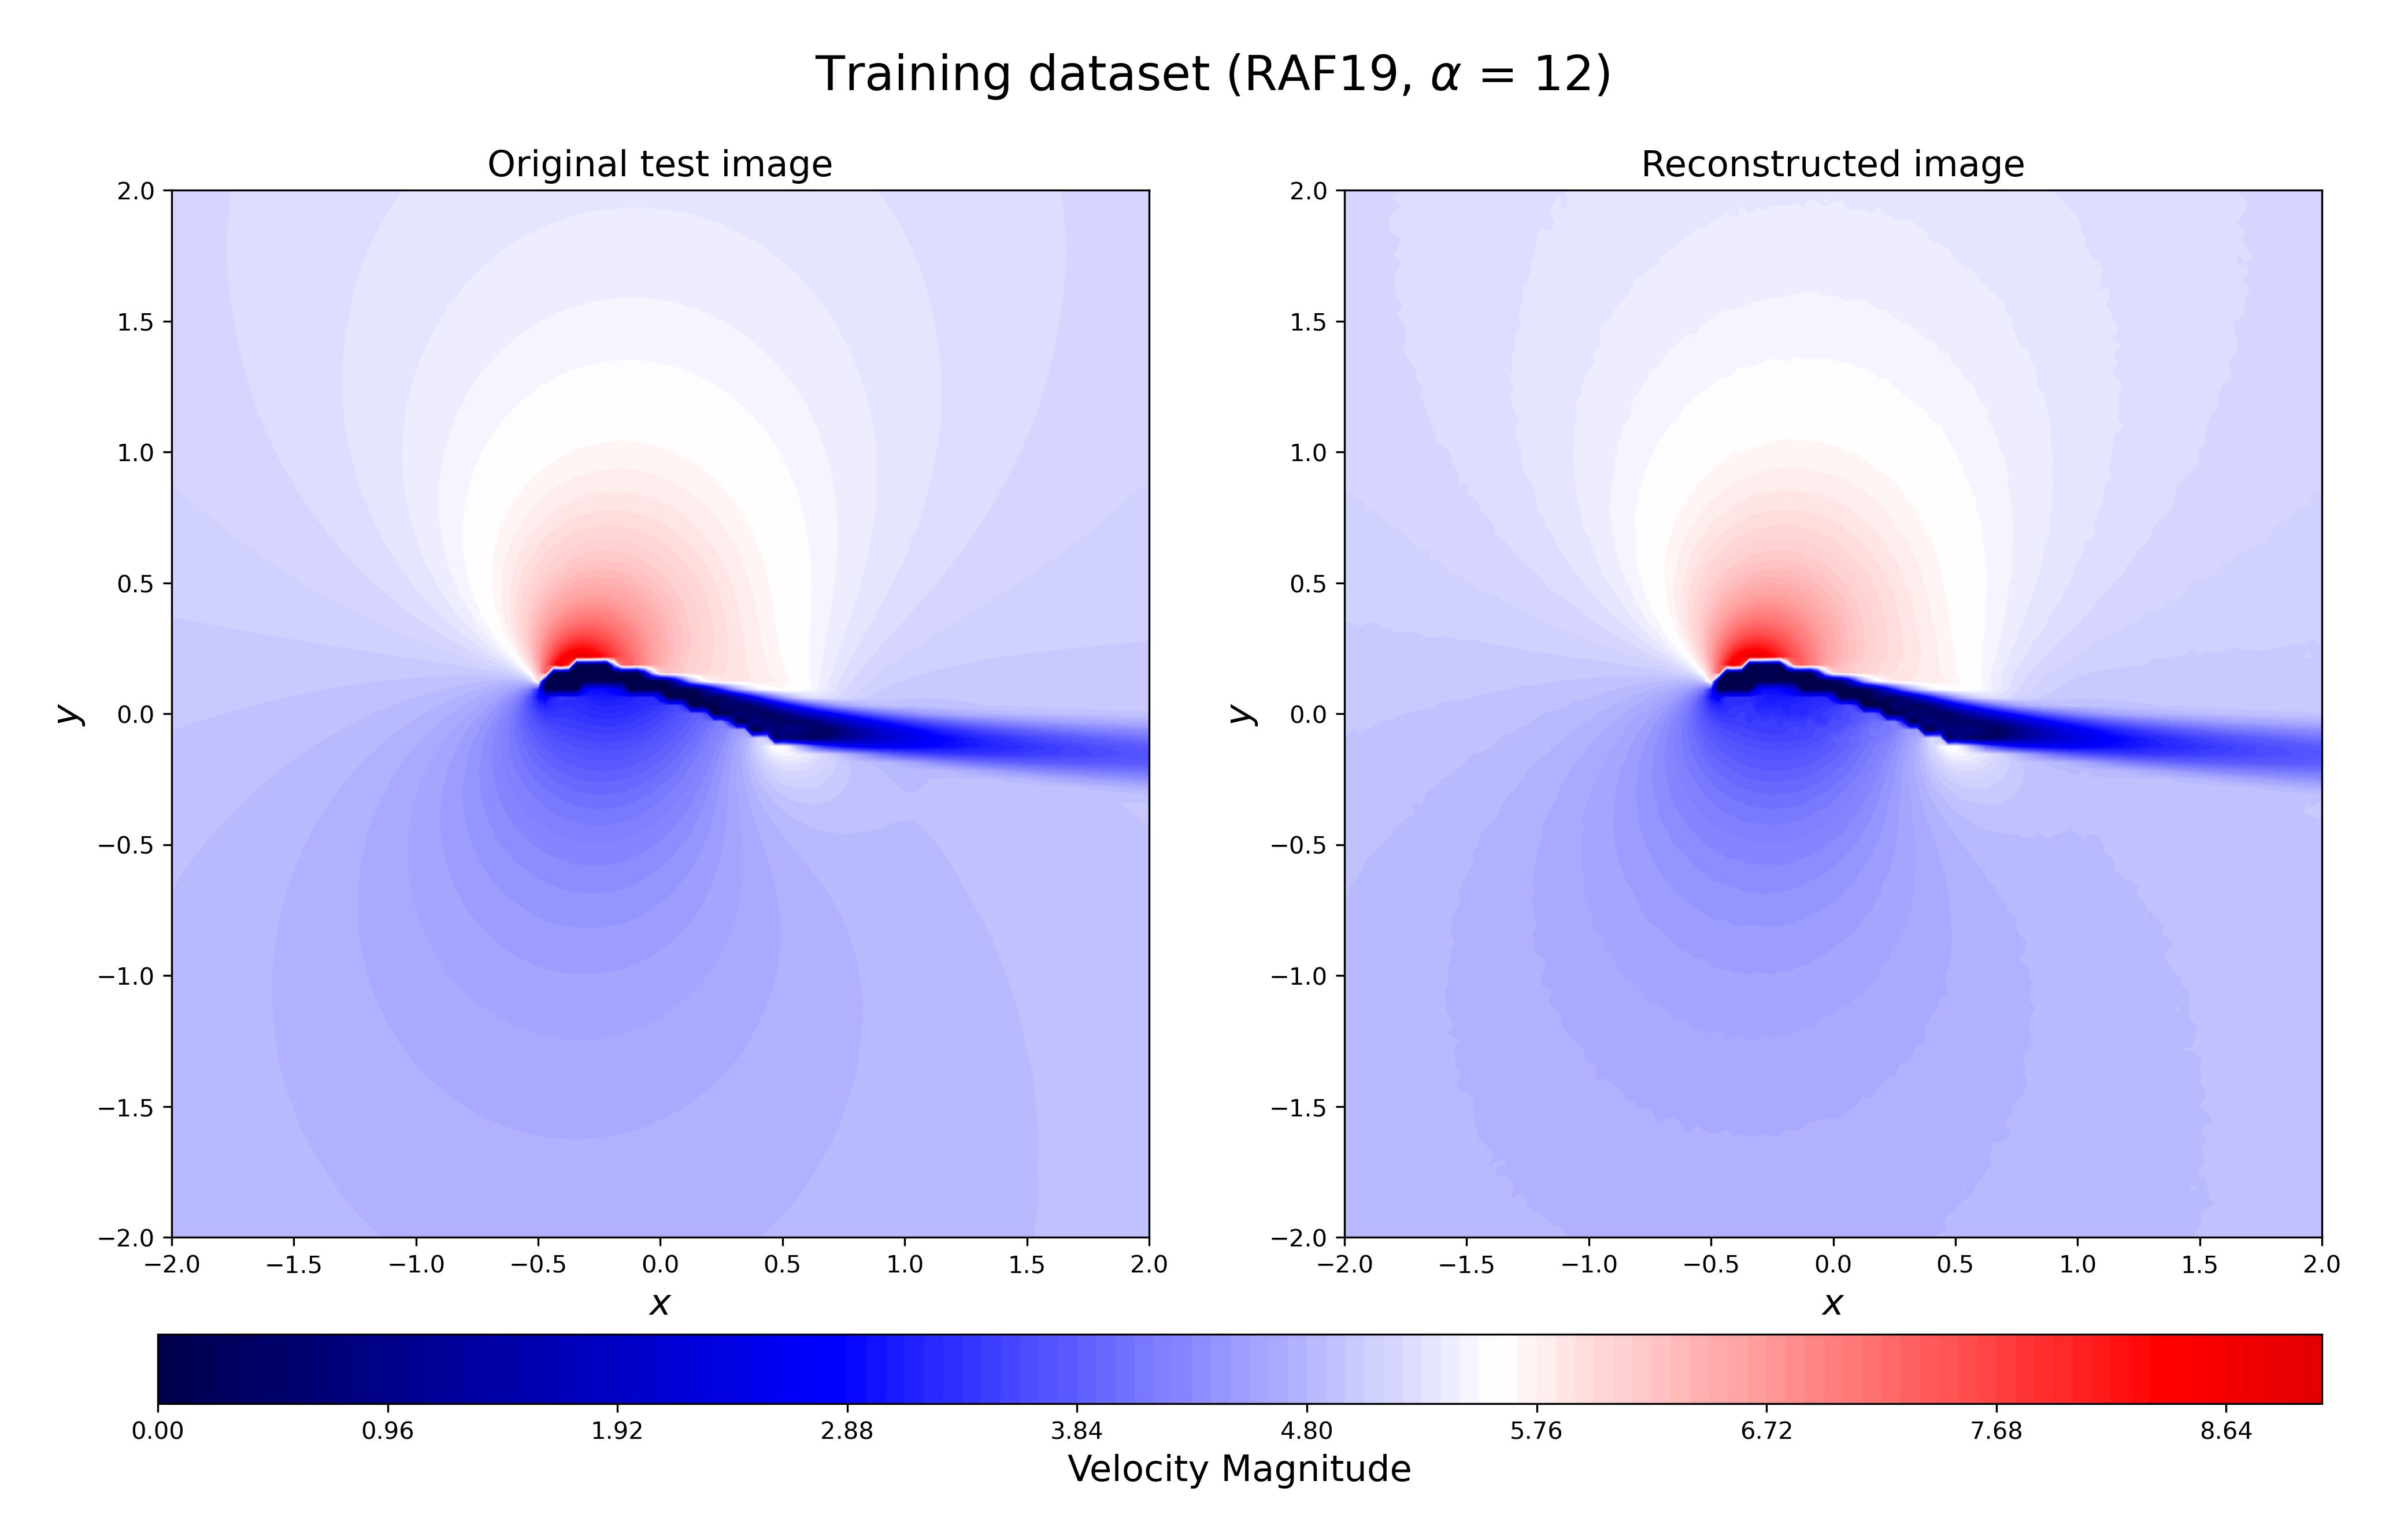 Training dataset (RAF19, α = 12)
Original test image
Reconstructed image
2.0
1.5
1.0
0.5
0.0
−0.5
−1.0
−1.5
−2.0
y
−2.0 −1.5 −1.0 −0.5 0.0 0.5 1.0 1.5 2.0
x
2.0
1.5
1.0
0.5
0.0
−0.5
−1.0
−1.5
−2.0
y
−2.0 −1.5 −1.0 −0.5 0.0 0.5 1.0 1.5 2.0
x
0.00 0.96 1.92 2.88 3.84 4.80 5.76 6.72 7.68 8.64
Velocity Magnitude